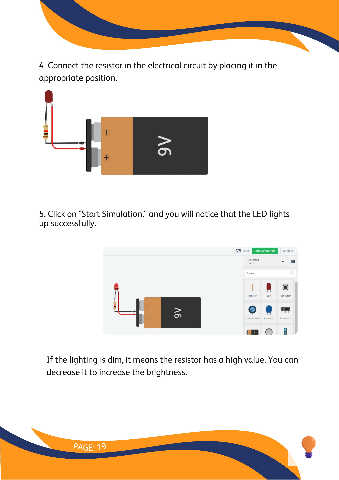 4. Connect the resistor in the electrical circuit by placing it in the
appropriate position.
9V
5. Click on "Start Simulation," and you will notice that the LED lights
up successfully.
9V
If the lighting is dim, it means the resistor has a high value. You can
decrease it to increase the brightness.
PAGE: 19